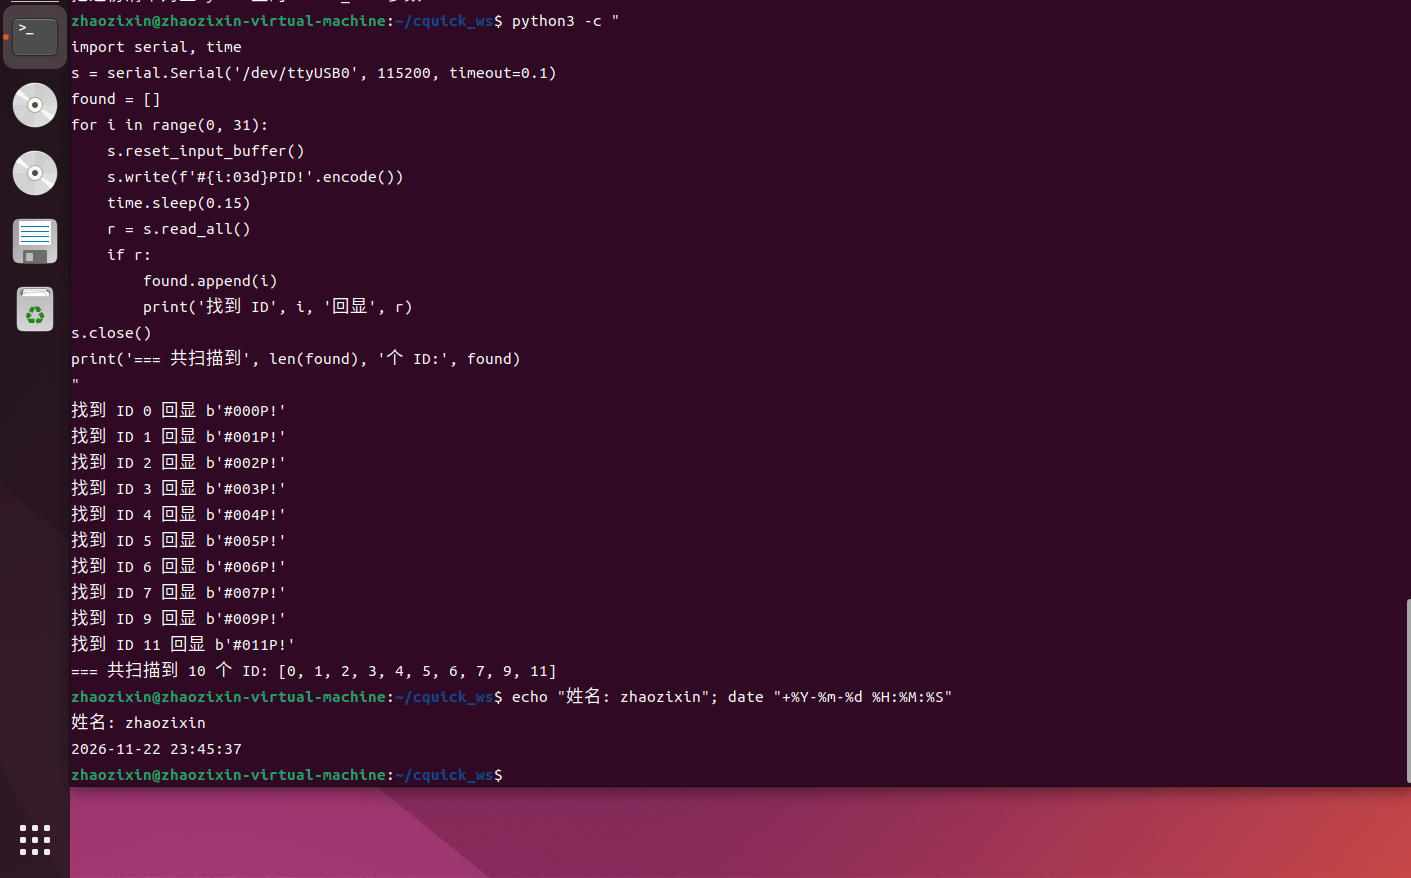 zhaozixin@zhaozixin-virtual-machine:~/cquick_ws$ python3 -c "
import serial, time
s = serial.Serial('/dev/ttyUSB0', 115200, timeout=0.1)
found = []
for i in range(0, 31):
    s.reset_input_buffer()
    s.write(f'#{i:03d}PID!'.encode())
    time.sleep(0.15)
    r = s.read_all()
    if r:
        found.append(i)
        print('找到 ID', i, '回显', r)
s.close()
print('=== 共扫描到', len(found), '个 ID:', found)
"
找到 ID 0 回显 b'#000P!'
找到 ID 1 回显 b'#001P!'
找到 ID 2 回显 b'#002P!'
找到 ID 3 回显 b'#003P!'
找到 ID 4 回显 b'#004P!'
找到 ID 5 回显 b'#005P!'
找到 ID 6 回显 b'#006P!'
找到 ID 7 回显 b'#007P!'
找到 ID 9 回显 b'#009P!'
找到 ID 11 回显 b'#011P!'
=== 共扫描到 10 个 ID: [0, 1, 2, 3, 4, 5, 6, 7, 9, 11]
zhaozixin@zhaozixin-virtual-machine:~/cquick_ws$ echo "姓名: zhaozixin"; date "+%Y-%m-%d %H:%M:%S"
姓名: zhaozixin
2026-11-22 23:45:37
zhaozixin@zhaozixin-virtual-machine:~/cquick_ws$